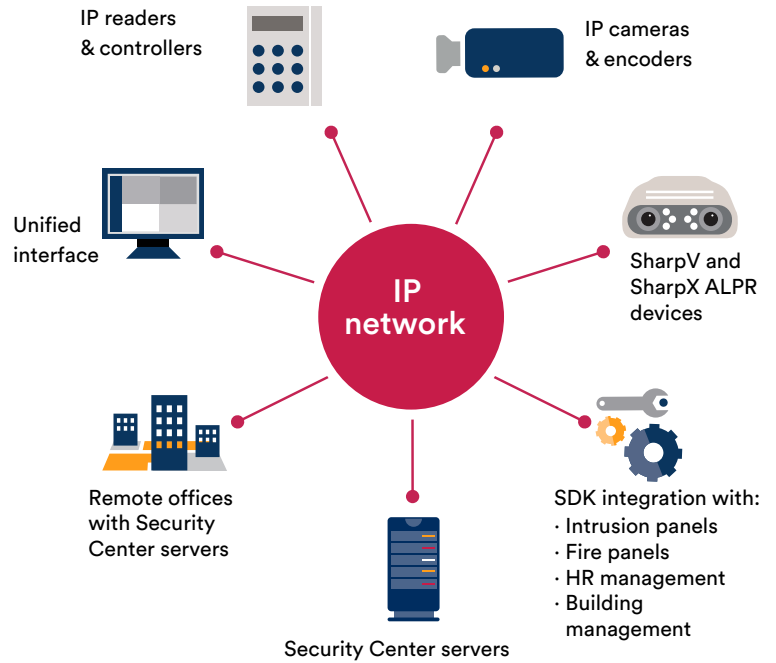 IP readers
& controllers
IP cameras
& encoders
Unified
interface
SharpV and
SharpX ALPR
devices
IP
network
Remote offices
with Security
Center servers
SDK integration with:
· Intrusion panels
· Fire panels
· HR management
· Building
management
Security Center servers